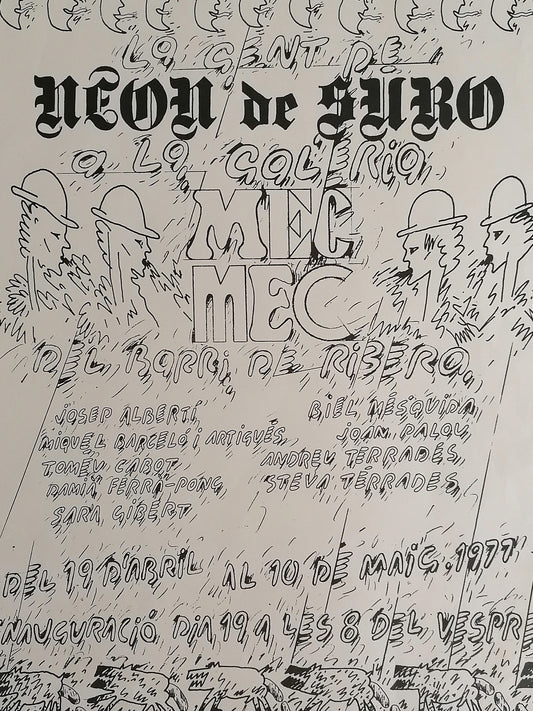 LA GENT DE
NEON de SURO
A LA GALERIA
MEC
MEC
DEL BARRI DE RIBERA,
JOSEP ALBERTÍ,
MIQUEL BARCELÓ i ARTIGUES,
TOMEU CABOT,
DAMIÀ FERRÀ-PONÇ,
SARA GIBERT,
BIEL MESQUIDA,
JOAN PALOU,
ANDREU TERRADES,
STEVA TERRADES,
DEL 19 D'ABRIL AL 10 DE MAIG, 1977,
INAUGURACIÓ DIA 19 A LES 8 DEL VESPR